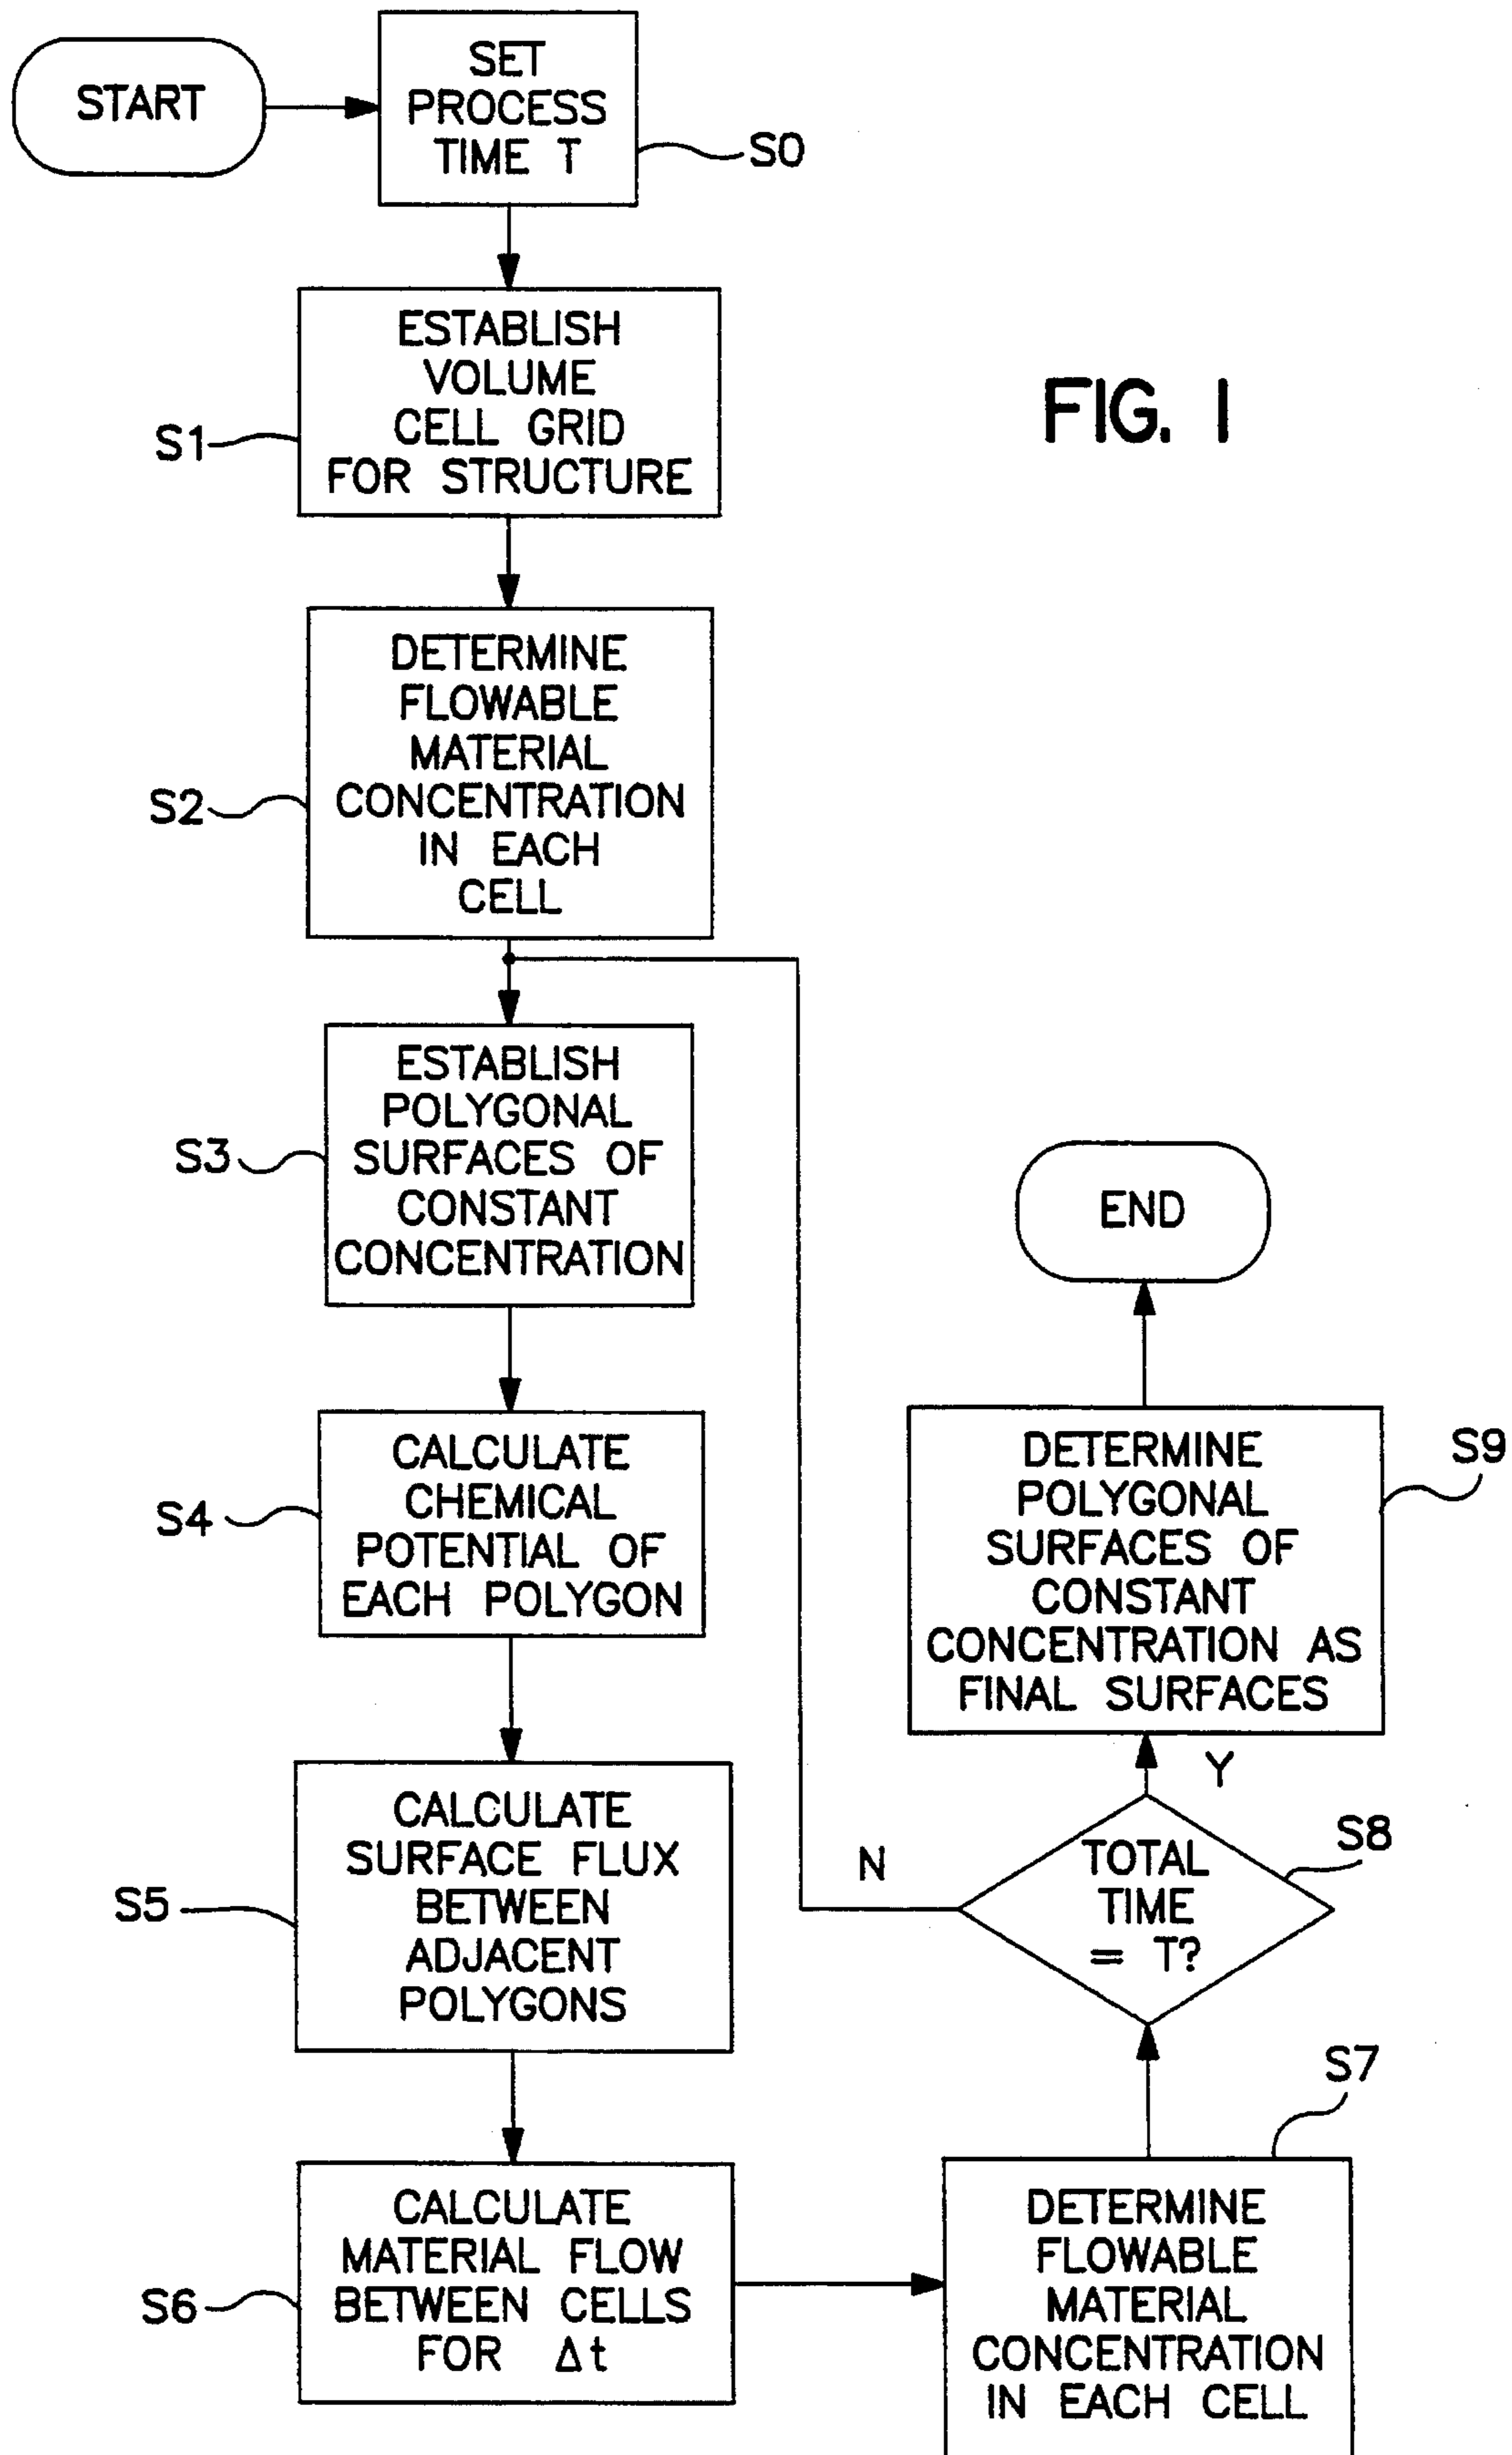 START
SET
PROCESS
TIME T
S0
ESTABLISH
VOLUME
CELL GRID
FOR STRUCTURE
S1
FIG. 1
DETERMINE
FLOWABLE
MATERIAL
CONCENTRATION
IN EACH
CELL
S2
ESTABLISH
POLYGONAL
SURFACES OF
CONSTANT
CONCENTRATION
S3
CALCULATE
CHEMICAL
POTENTIAL OF
EACH POLYGON
S4
CALCULATE
SURFACE FLUX
BETWEEN
ADJACENT
POLYGONS
S5
CALCULATE
MATERIAL FLOW
BETWEEN CELLS
FOR Δt
S6
DETERMINE
FLOWABLE
MATERIAL
CONCENTRATION
IN EACH CELL
S7
TOTAL
TIME
= T?
S8
N
Y
DETERMINE
POLYGONAL
SURFACES OF
CONSTANT
CONCENTRATION AS
FINAL SURFACES
S9
END